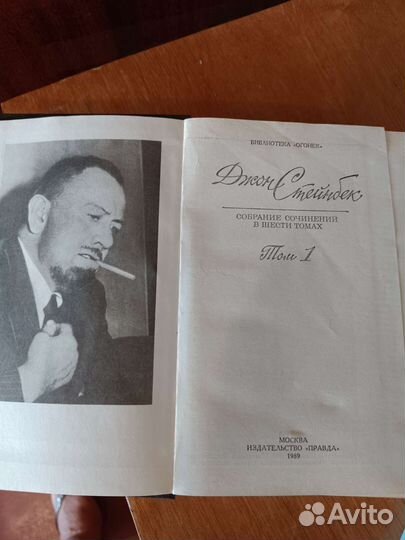 БИБЛИОТЕКА «ОГОНЕК»
Джон Стейнбек
СОБРАНИЕ СОЧИНЕНИЙ
В ШЕСТИ ТОМАХ
Том 1
МОСКВА
ИЗДАТЕЛЬСТВО «ПРАВДА»
1989
Avito